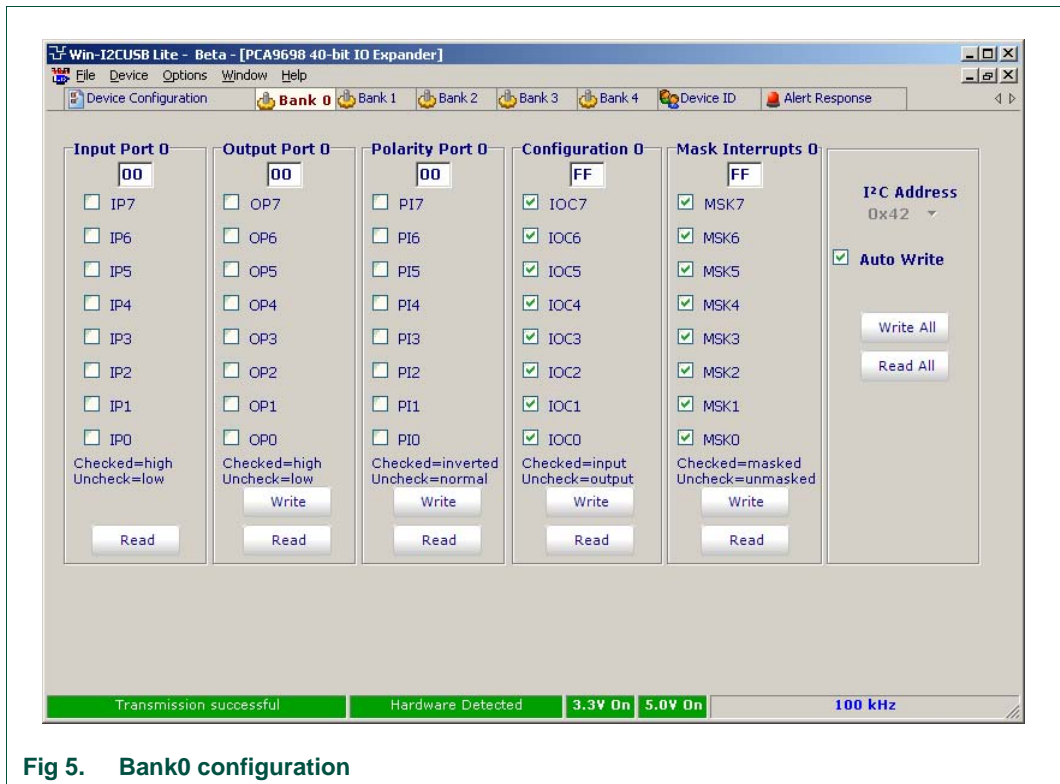 Win-I2CUSB Lite - Beta - [PCA9698 40-bit IO Expander]
File Device Options Window Help
Device Configuration Bank 0 Bank 1 Bank 2 Bank 3 Bank 4 Device ID Alert Response
Input Port 0 Output Port 0 Polarity Port 0 Configuration 0 Mask Interrupts 0
00 00 00 FF FF
IP7 OP7 PI7 IOC7 MSK7
I²C Address
0x42
IP6 OP6 PI6 IOC6 MSK6
Auto Write
IP5 OP5 PI5 IOC5 MSK5
IP4 OP4 PI4 IOC4 MSK4
Write All
IP3 OP3 PI3 IOC3 MSK3
Read All
IP2 OP2 PI2 IOC2 MSK2
IP1 OP1 PI1 IOC1 MSK1
IP0 OP0 PI0 IOC0 MSK0
Checked=high Checked=high Checked=inverted Checked=input Checked=masked
Uncheck=low Uncheck=low Uncheck=normal Uncheck=output Uncheck=unmasked
Write Write Write Write
Read Read Read Read Read
Transmission successful Hardware Detected 3.3V On 5.0V On 100 kHz
Fig 5. Bank0 configuration